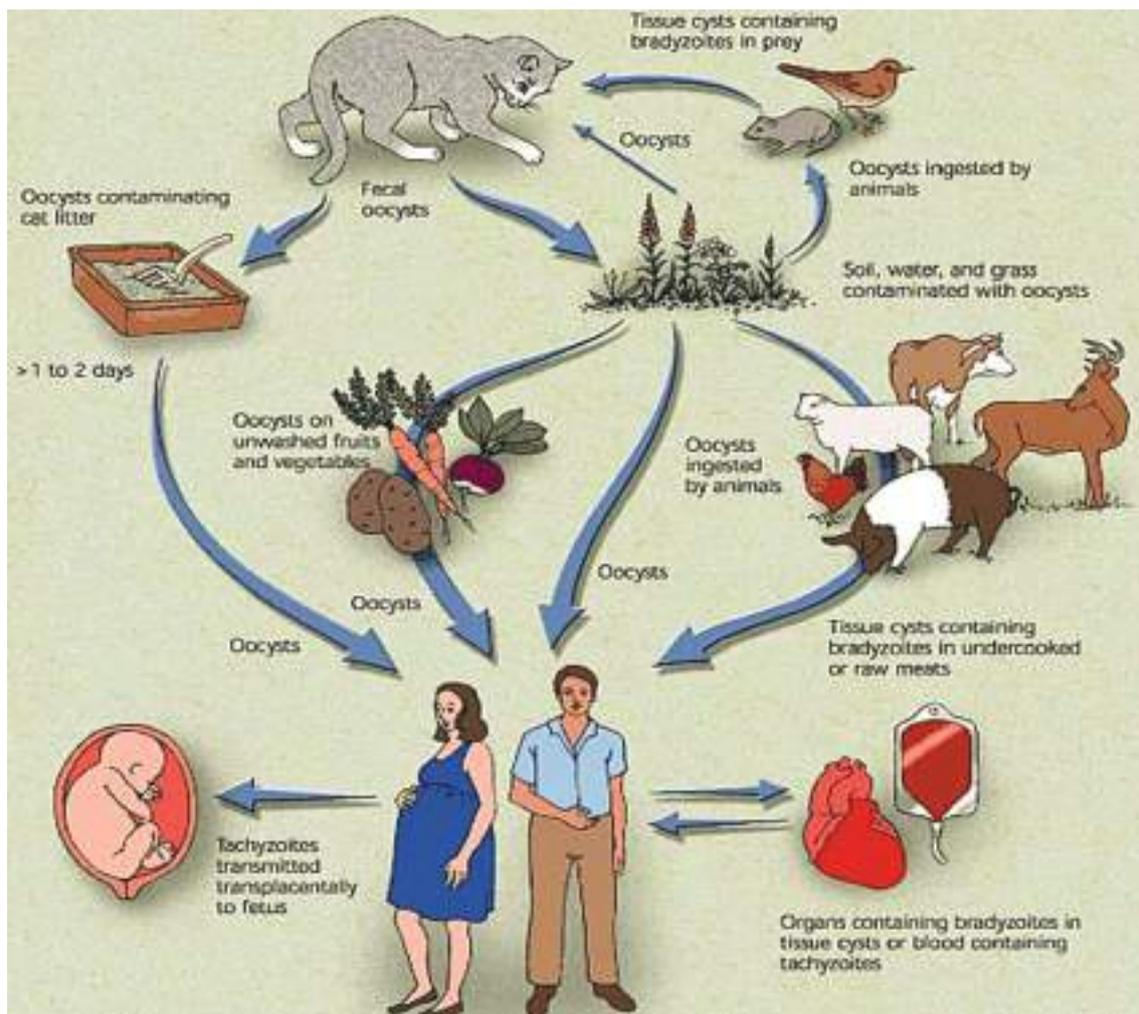 Tissue cysts containing
bradyzoites in prey
Oocysts
Oocysts ingested by
animals
Fecal
oocysts
Oocysts contaminating
cat litter
Soil, water, and grass
contaminated with oocysts
>1 to 2 days
Oocysts on
unwashed fruits
and vegetables
Oocysts
ingested
by animals
Oocysts
Oocysts
Oocysts
Tissue cysts containing
bradyzoites in undercooked
or raw meats
Tachyzoites
transmitted
transplacentally
to fetus
Organs containing bradyzoites in
tissue cysts or blood containing
tachyzoites